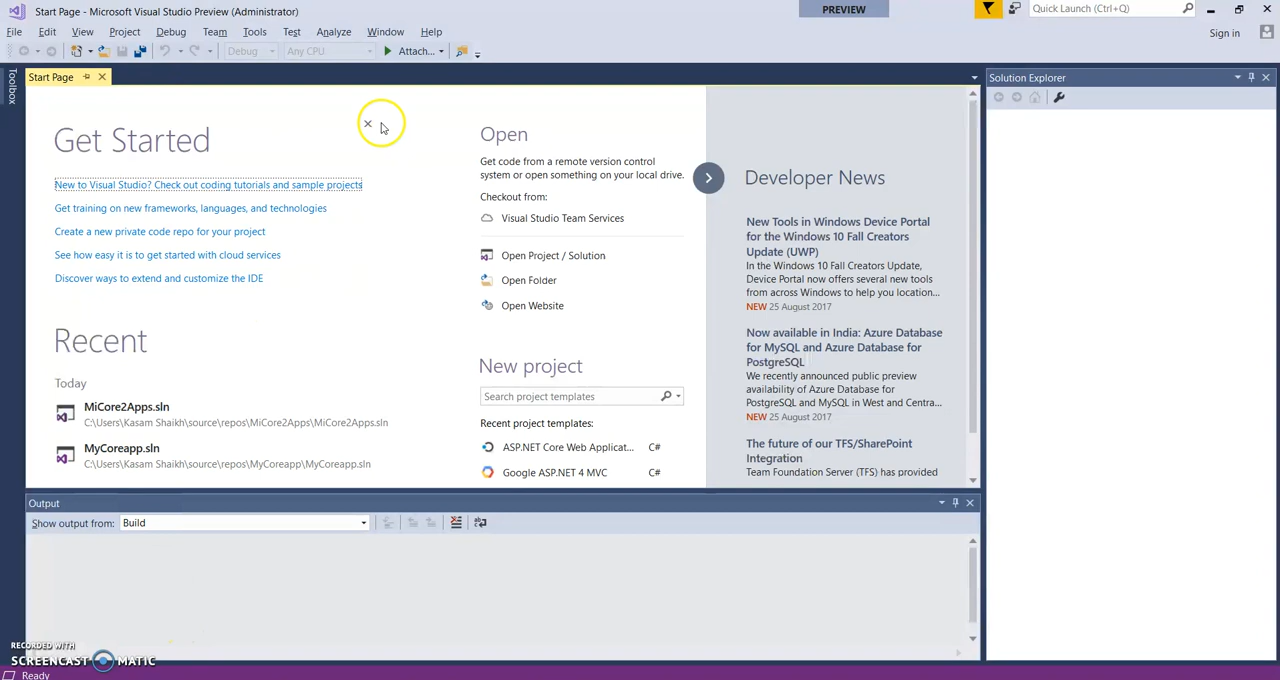 Start Page - Microsoft Visual Studio Preview (Administrator)
PREVIEW
Quick Launch (Ctrl+Q)
File Edit View Project Debug Team Tools Test Analyze Window Help
Sign in
Debug Any CPU Attach...
Toolbox
Start Page
Solution Explorer
Get Started
New to Visual Studio? Check out coding tutorials and sample projects
Get training on new frameworks, languages, and technologies
Create a new private code repo for your project
See how easy it is to get started with cloud services
Discover ways to extend and customize the IDE
Recent
Today
MiCore2Apps.sln
C:\Users\Kasam Shaikh\source\repos\MiCore2Apps\MiCore2Apps.sln
MyCoreapp.sln
C:\Users\Kasam Shaikh\source\repos\MyCoreapp\MyCoreapp.sln
Open
Get code from a remote version control
system or open something on your local drive.
Checkout from:
Visual Studio Team Services
Open Project / Solution
Open Folder
Open Website
New project
Search project templates
Recent project templates:
ASP.NET Core Web Applicat... C#
Google ASP.NET 4 MVC C#
Developer News
New Tools in Windows Device Portal
for the Windows 10 Fall Creators
Update (UWP)
In the Windows 10 Fall Creators Update,
Device Portal now offers several new tools
from across Windows to help you location...
NEW 25 August 2017
Now available in India: Azure Database
for MySQL and Azure Database for
PostgreSQL
We recently announced public preview
availability of Azure Database for
PostgreSQL and MySQL in West and Centra...
NEW 25 August 2017
The future of our TFS/SharePoint
Integration
Team Foundation Server (TFS) has provided
Output
Show output from: Build
RECORDED WITH
SCREENCAST MATIC
Ready